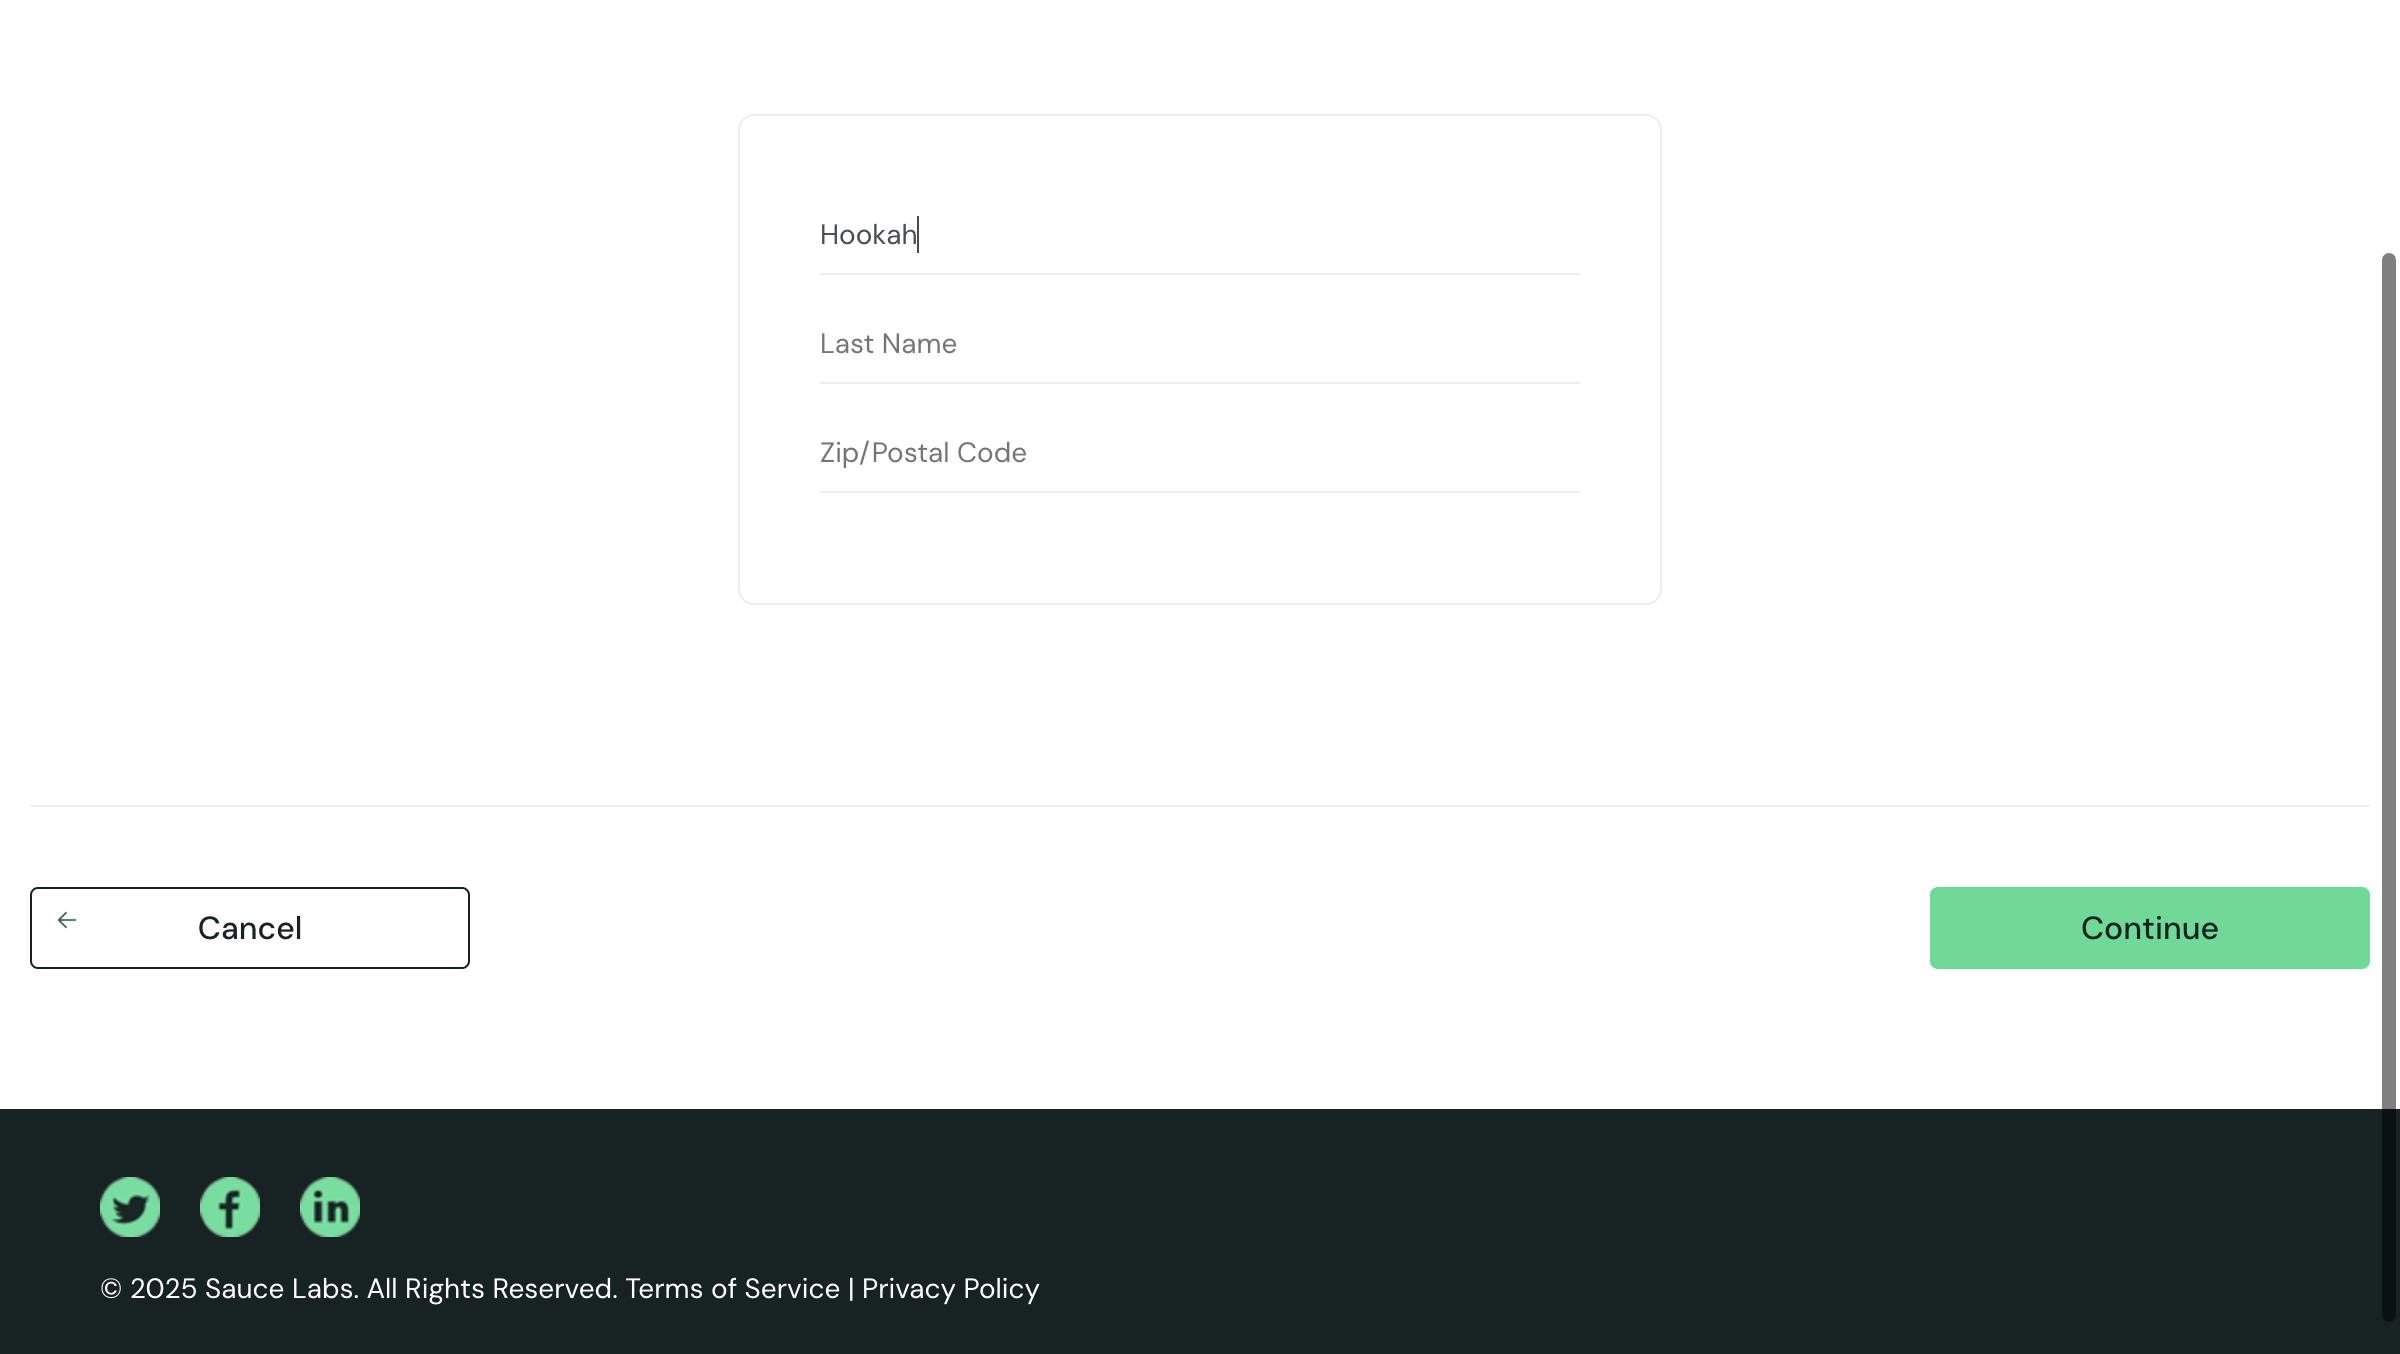 Hookah
Last Name
Zip/Postal Code
Cancel
Continue
© 2025 Sauce Labs. All Rights Reserved. Terms of Service | Privacy Policy